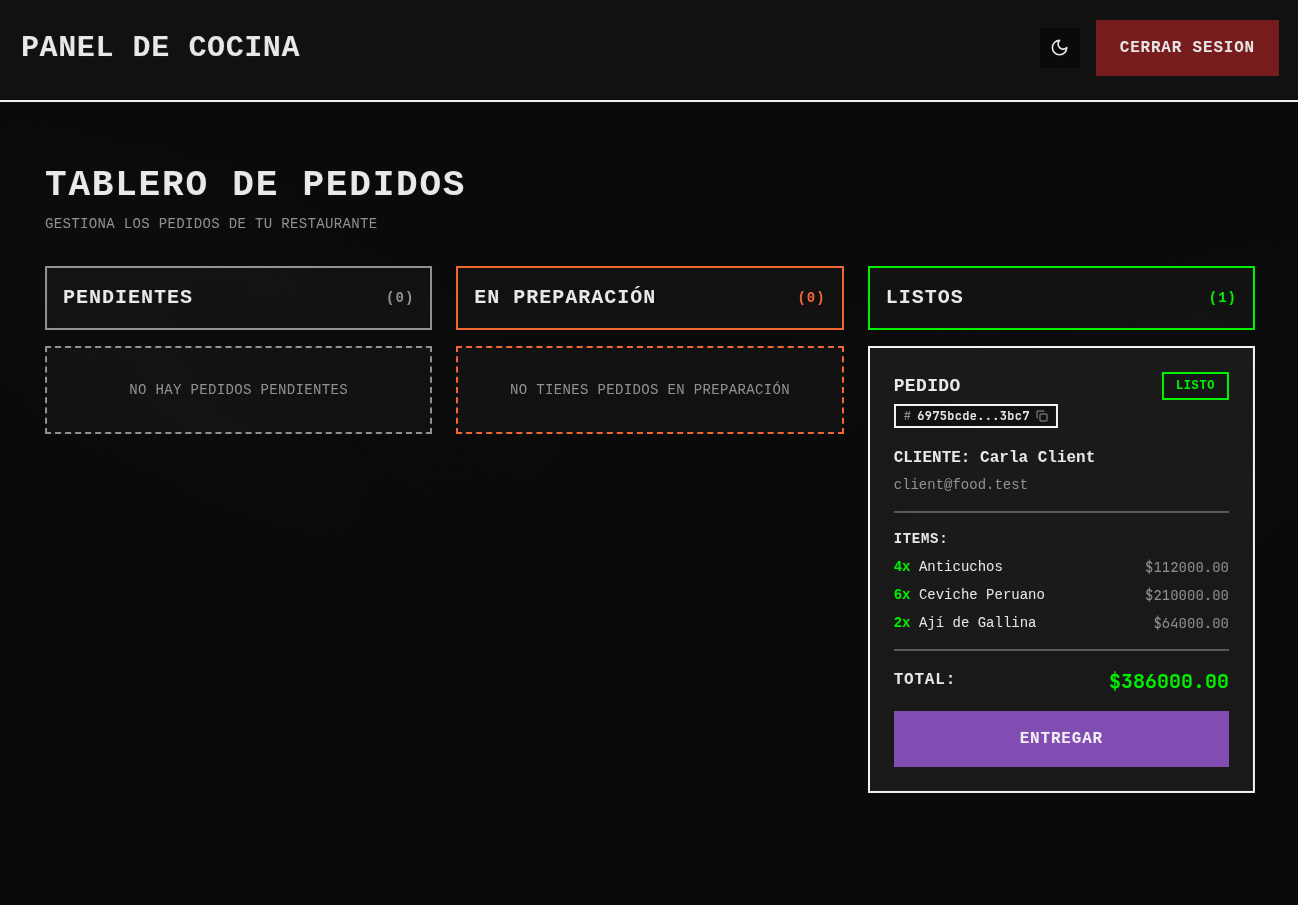 PANEL DE COCINA
CERRAR SESION
TABLERO DE PEDIDOS
GESTIONA LOS PEDIDOS DE TU RESTAURANTE
PENDIENTES (0)
NO HAY PEDIDOS PENDIENTES
EN PREPARACIÓN (0)
NO TIENES PEDIDOS EN PREPARACIÓN
LISTOS (1)
PEDIDO LISTO
# 6975bcde...3bc7
CLIENTE: Carla Client
client@food.test
ITEMS:
4x Anticuchos $112000.00
6x Ceviche Peruano $210000.00
2x Ají de Gallina $64000.00
TOTAL: $386000.00
ENTREGAR